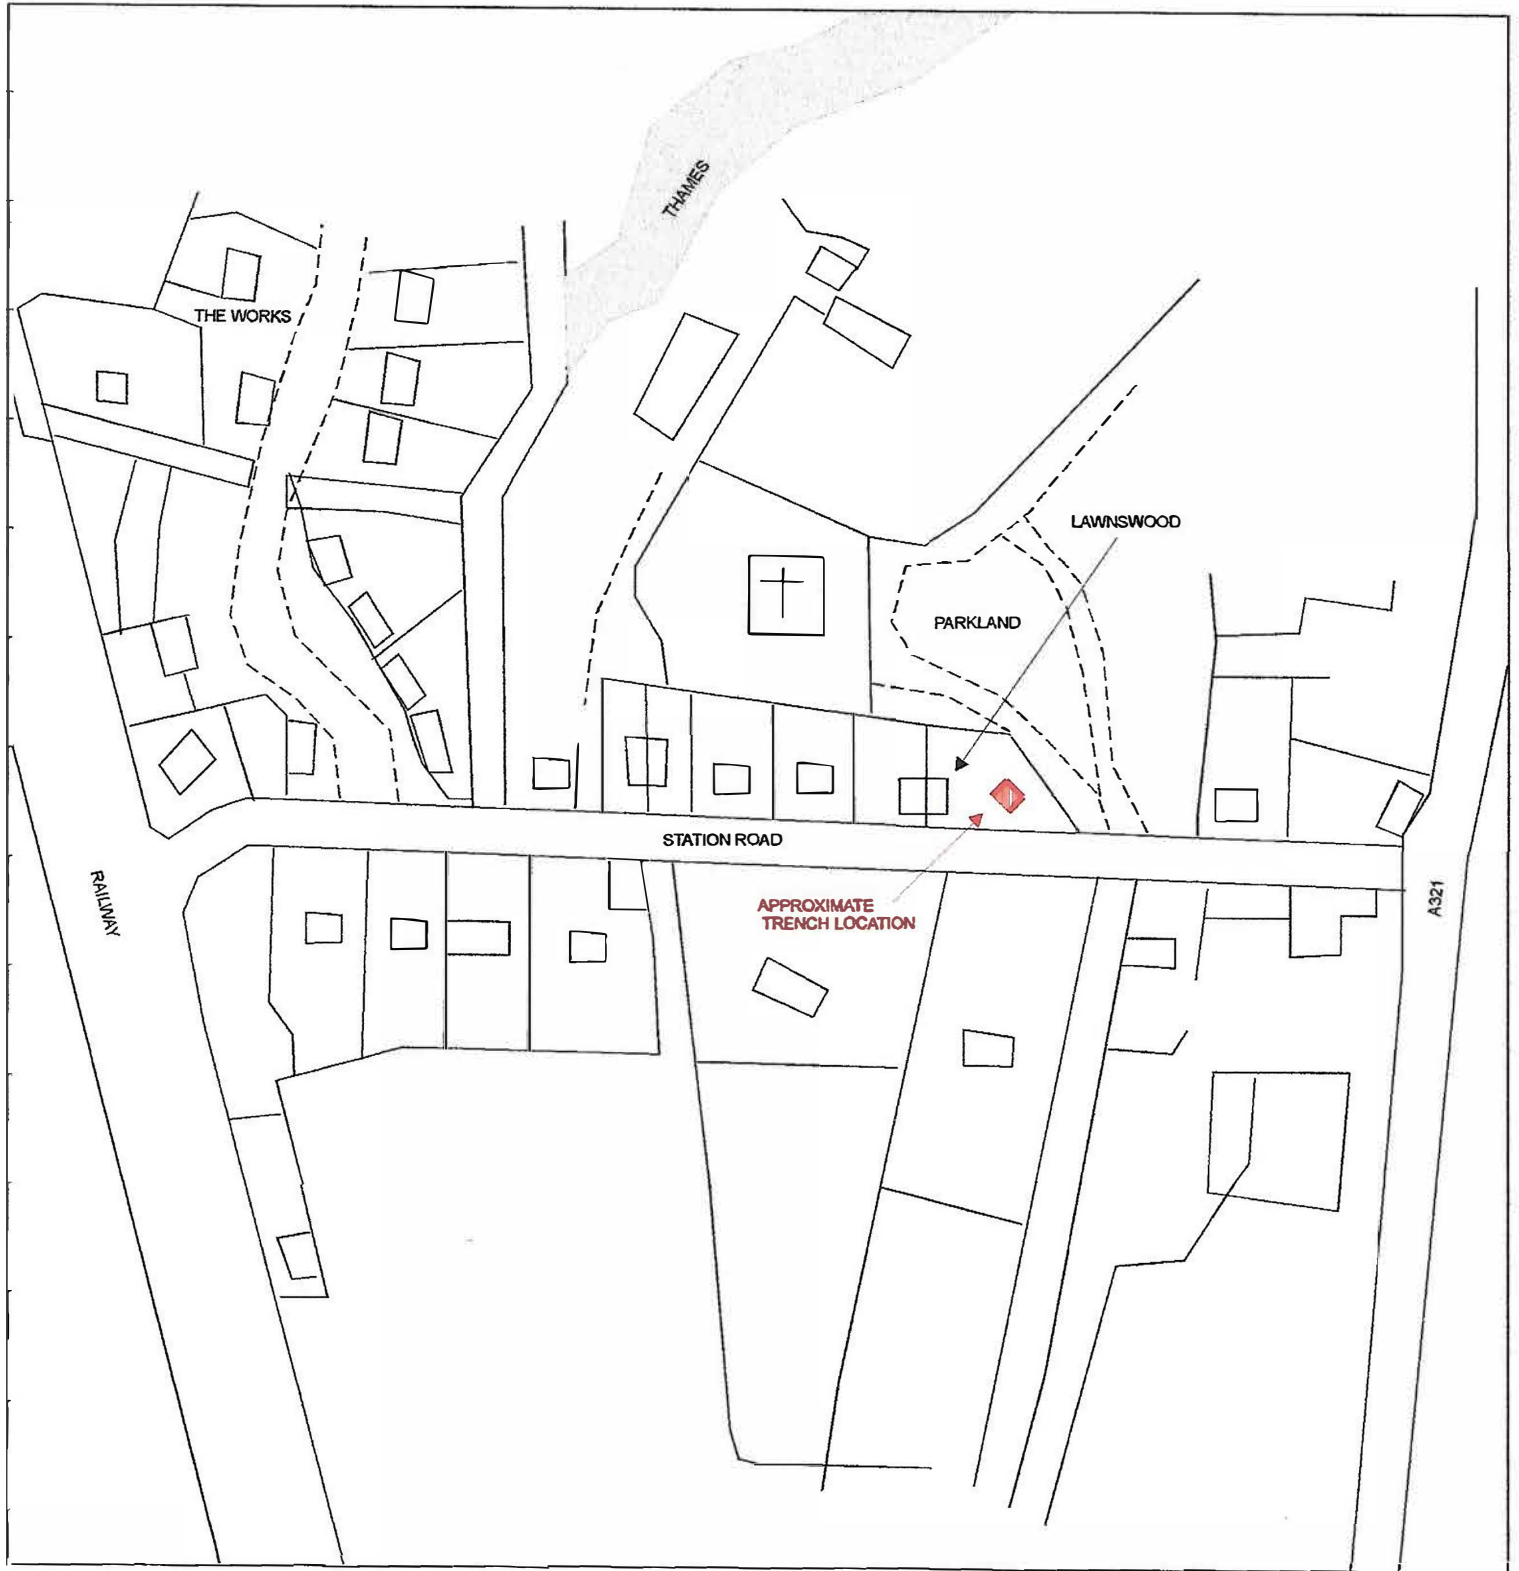 THAMES
THE WORKS
LAWNSWOOD
PARKLAND
STATION ROAD
RAILWAY
APPROXIMATE
TRENCH LOCATION
A321